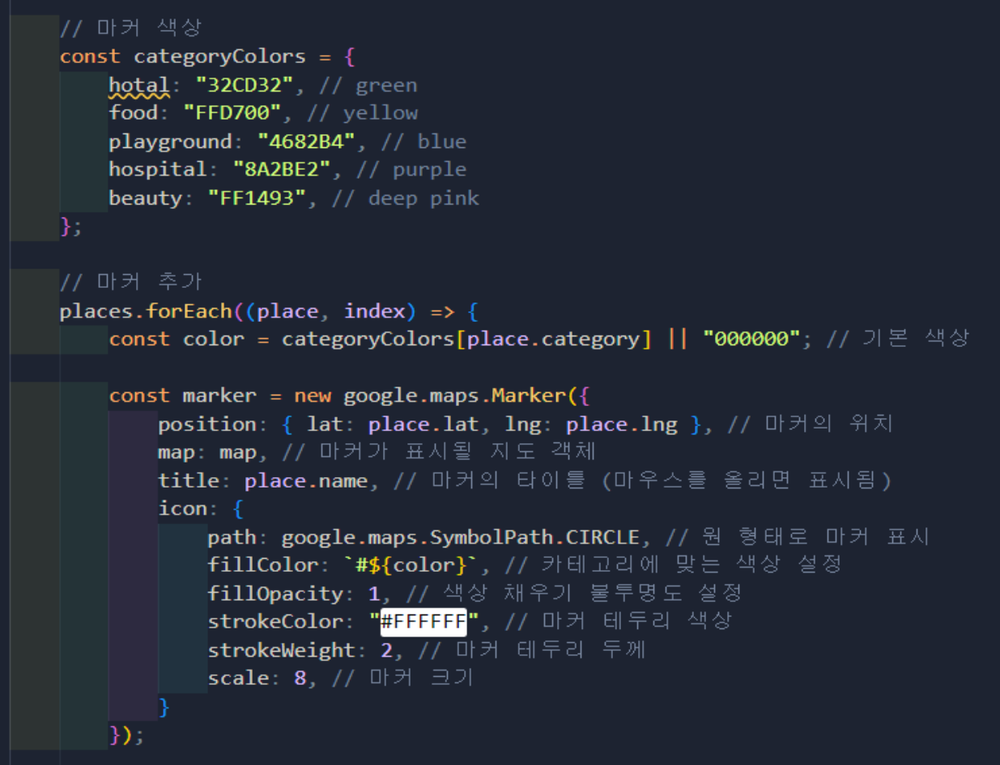 // 마커 색상
const categoryColors = {
hotal: "32CD32", // green
food: "FFD700", // yellow
playground: "4682B4", // blue
hospital: "8A2BE2", // purple
beauty: "FF1493", // deep pink
};
// 마커 추가
places.forEach((place, index) => {
const color = categoryColors[place.category] || "000000"; // 기본 색상
const marker = new google.maps.Marker({
position: { lat: place.lat, lng: place.lng }, // 마커의 위치
map: map, // 마커가 표시될 지도 객체
title: place.name, // 마커의 타이틀 (마우스를 올리면 표시됨)
icon: {
path: google.maps.SymbolPath.CIRCLE, // 원 형태로 마커 표시
fillColor: `#${color}`, // 카테고리에 맞는 색상 설정
fillOpacity: 1, // 색상 채우기 불투명도 설정
strokeColor: "#FFFFFF", // 마커 테두리 색상
strokeWeight: 2, // 마커 테두리 두께
scale: 8, // 마커 크기
}
});